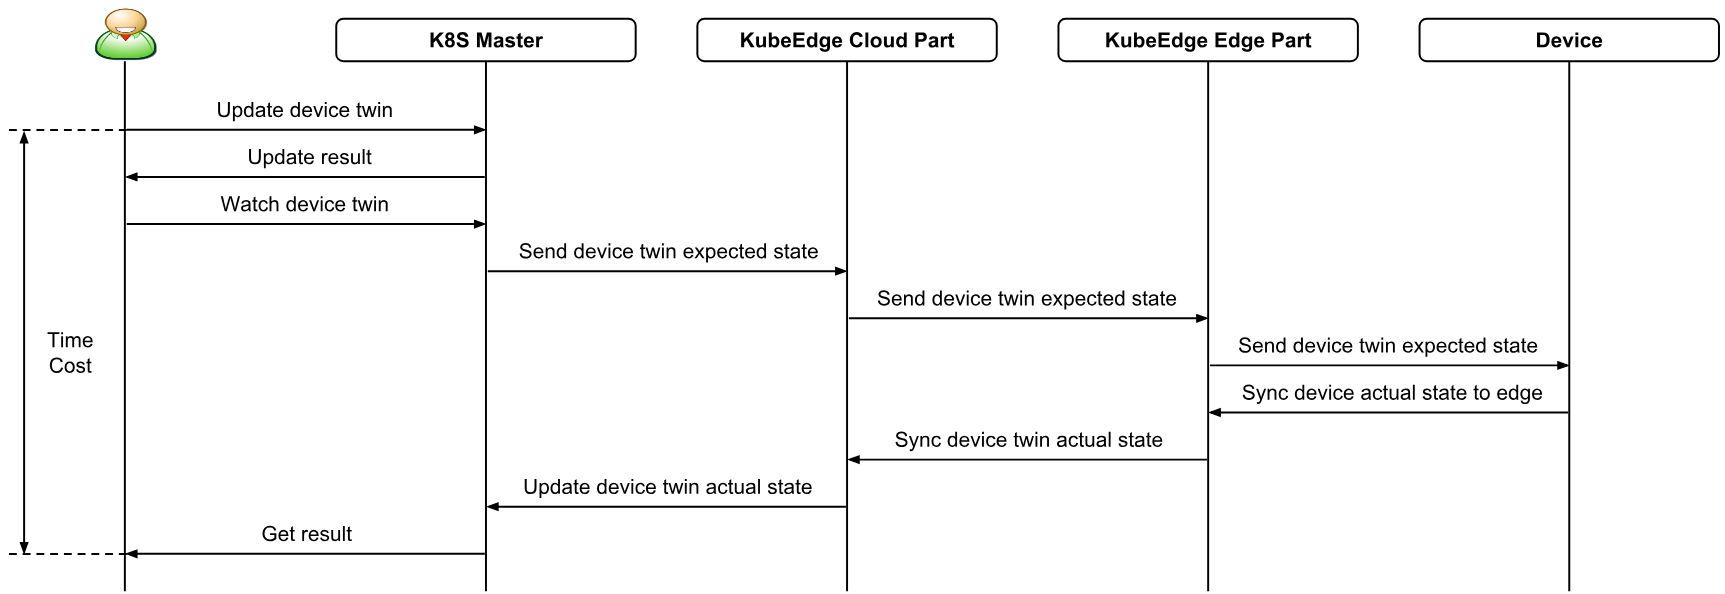 K8S Master
KubeEdge Cloud Part
KubeEdge Edge Part
Device
Update device twin
Update result
Watch device twin
Send device twin expected state
Send device twin expected state
Time
Cost
Send device twin expected state
Sync device actual state to edge
Sync device twin actual state
Update device twin actual state
Get result